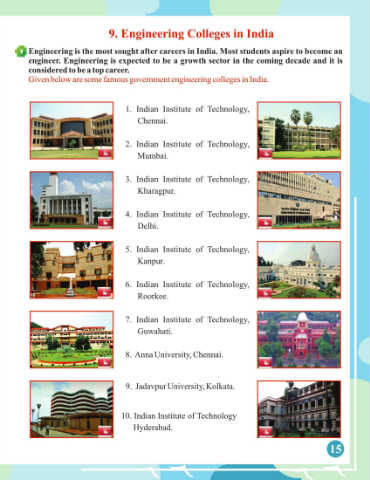 9. Engineering Colleges in India
Engineering is the most sought after careers in India. Most students aspire to become an
engineer. Engineering is expected to be a growth sector in the coming decade and it is
considered to be a top career.
Given below are some famous government engineering colleges in India.
1. Indian Institute of Technology,
Chennai.
2. Indian Institute of Technology,
Mumbai.
3. Indian Institute of Technology,
Kharagpur.
4. Indian Institute of Technology,
Delhi.
5. Indian Institute of Technology,
Kanpur.
6. Indian Institute of Technology,
Roorkee.
7. Indian Institute of Technology,
Guwahati.
8. Anna University, Chennai.
9. Jadavpur University, Kolkata.
10. Indian Institute of Technology
Hyderabad.
15